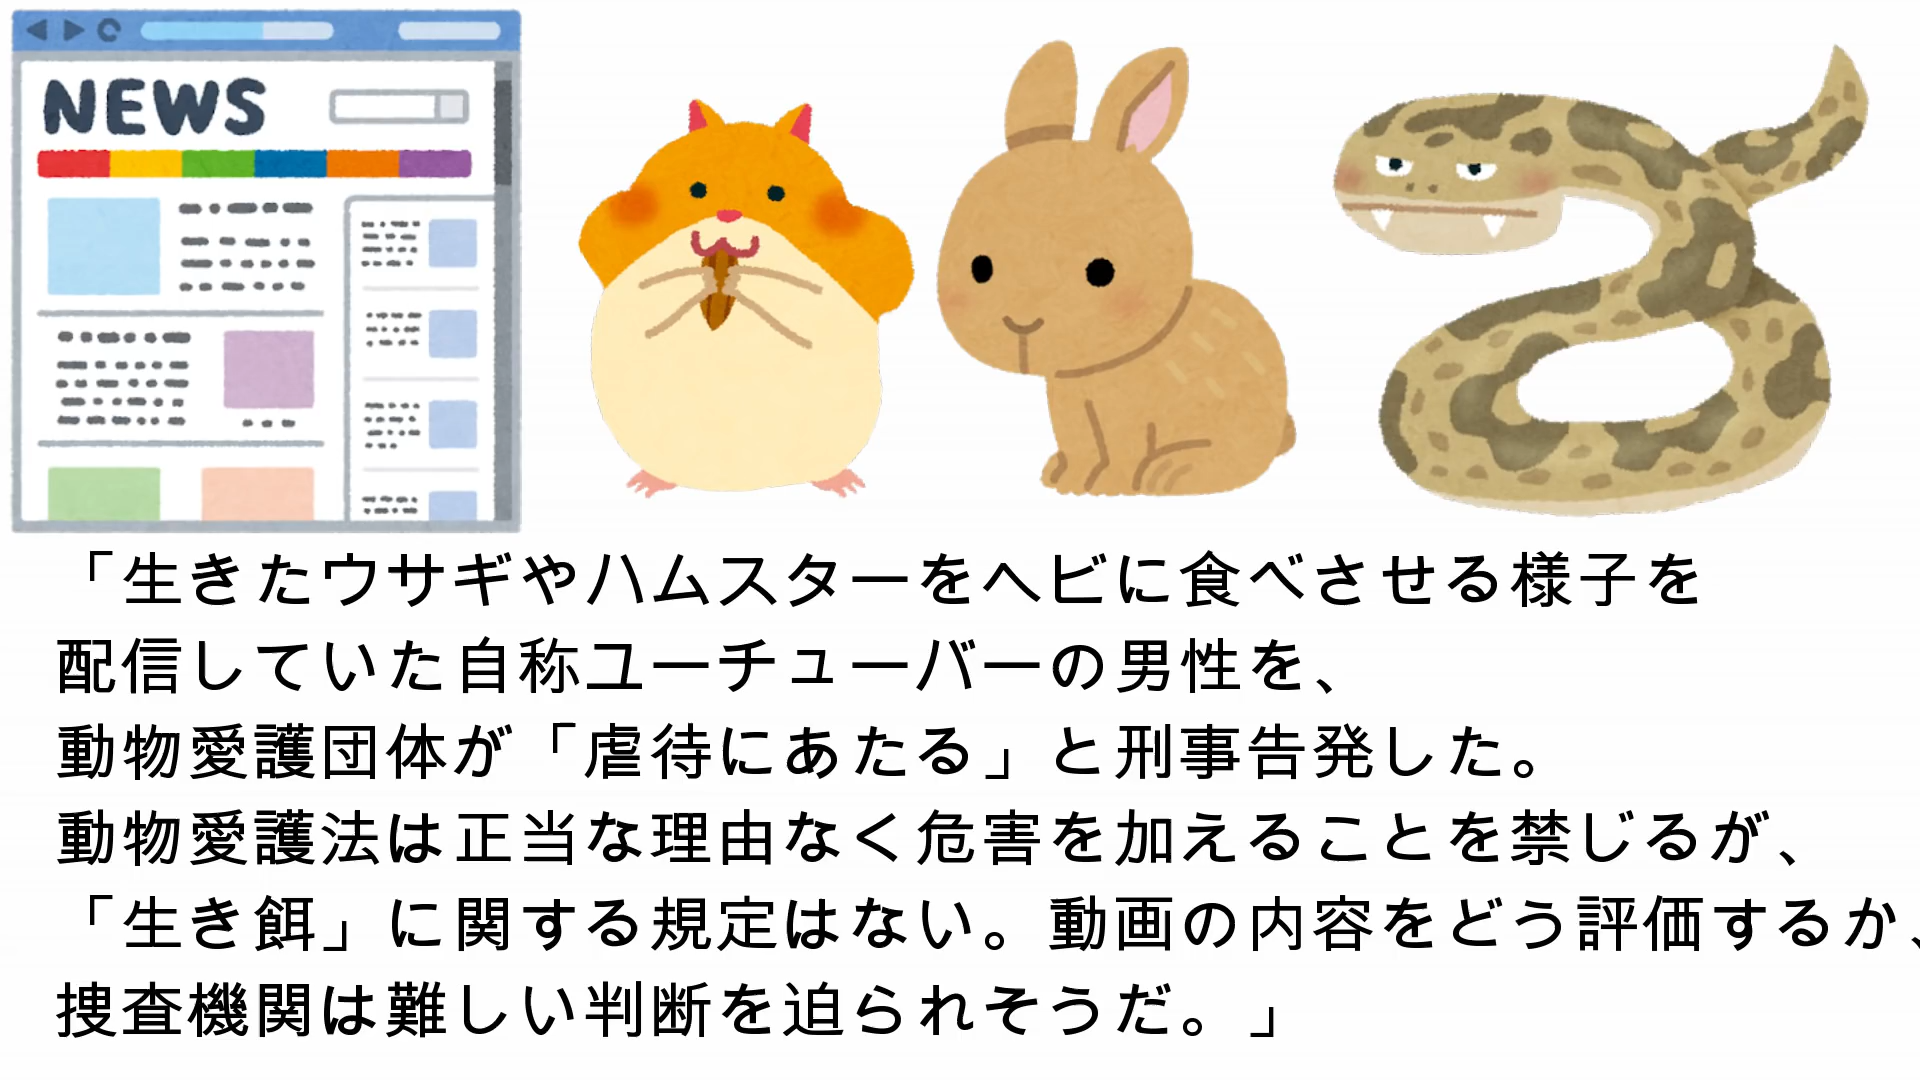 NEWS
「生きたウサギやハムスターをヘビに食べさせる様子を
配信していた自称ユーチューバーの男性を、
動物愛護団体が「虐待にあたる」と刑事告発した。
動物愛護法は正当な理由なく危害を加えることを禁じるが、
「生き餌」に関する規定はない。動画の内容をどう評価するか、
捜査機関は難しい判断を迫られそうだ。」